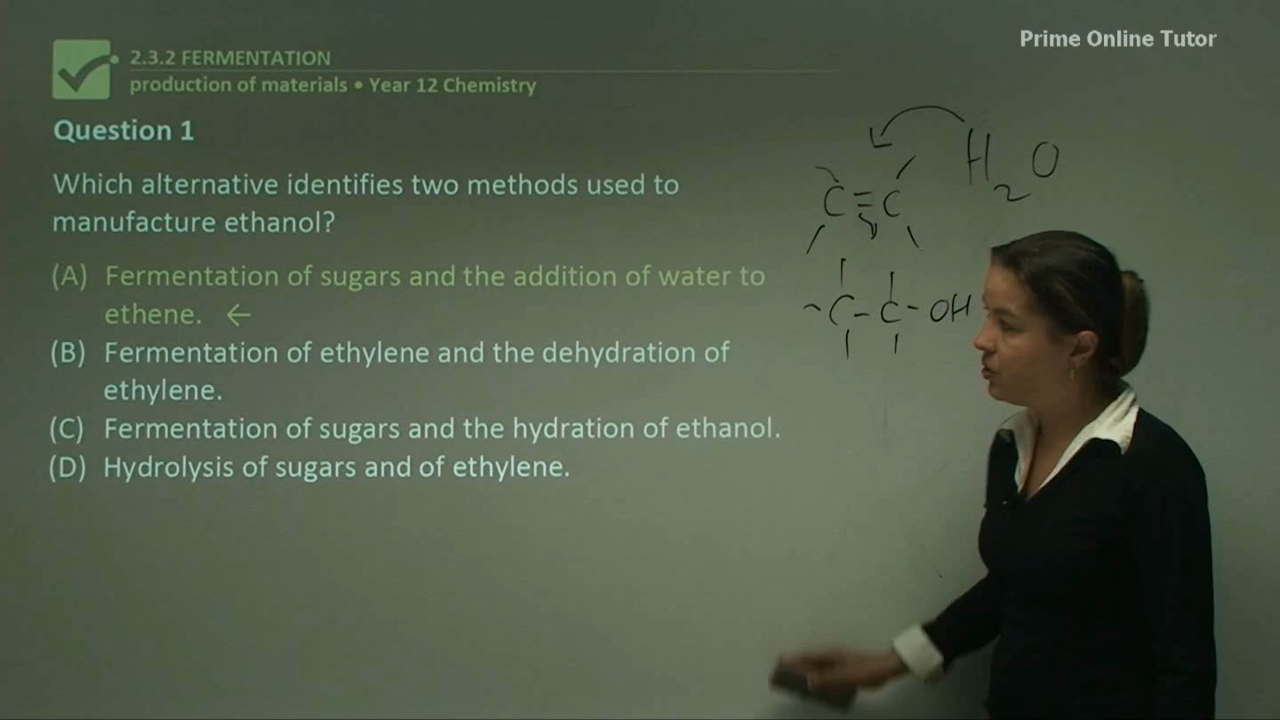 Prime Online Tutor
2.3.2 FERMENTATION
production of materials • Year 12 Chemistry
Question 1
Which alternative identifies two methods used to
manufacture ethanol?
(A) Fermentation of sugars and the addition of water to
ethene. ←
(B) Fermentation of ethylene and the dehydration of
ethylene.
(C) Fermentation of sugars and the hydration of ethanol.
(D) Hydrolysis of sugars and of ethylene.
H₂O
C=C
-C-C-OH